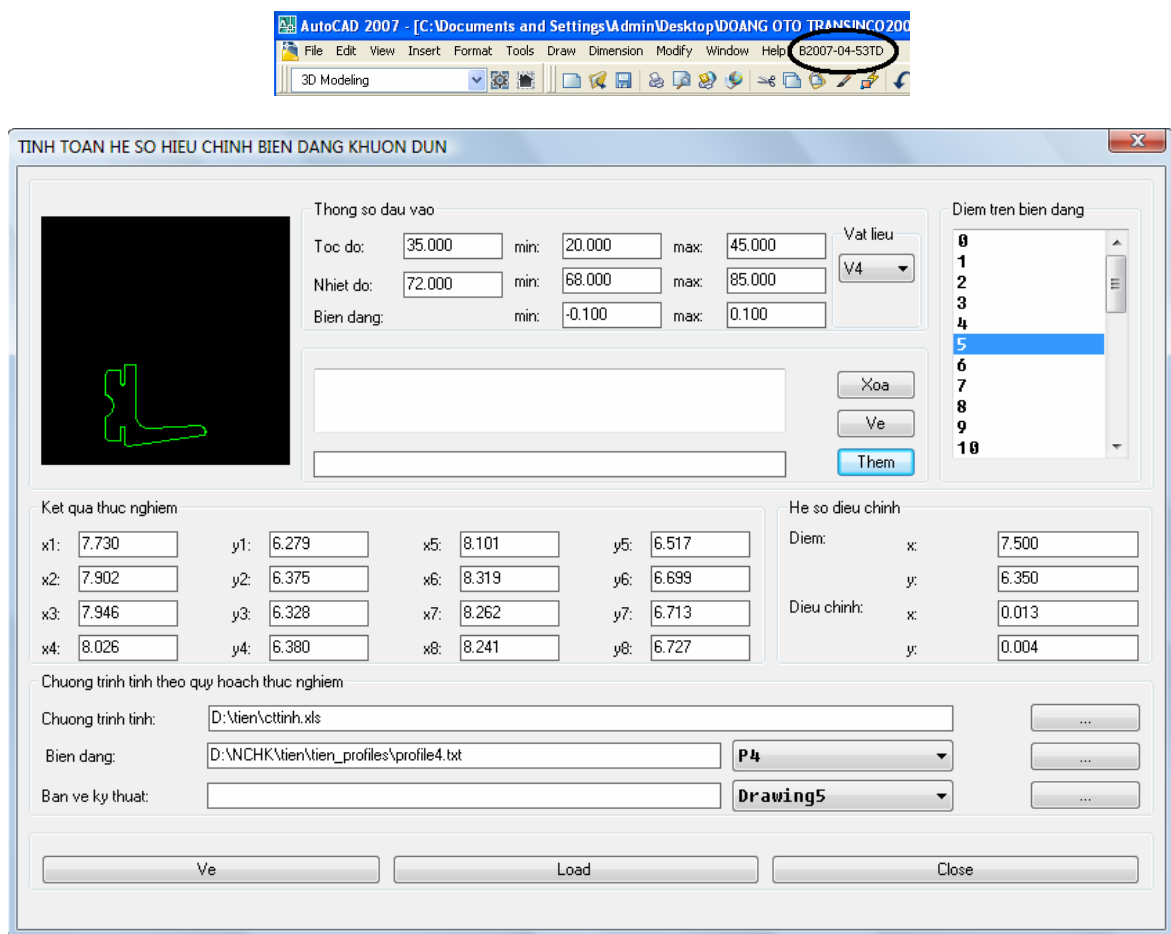 AutoCAD 2007 - [C:\Documents and Settings\Admin\Desktop\DOANG OTO TRANSINCO200
File Edit View Insert Format Tools Draw Dimension Modify Window Help B2007-04-53TD
3D Modeling
TINH TOAN HE SO HIEU CHINH BIEN DANG KHUON DUN
Thong so dau vao
Toc do: 35.000 min: 20.000 max: 45.000
Nhiet do: 72.000 min: 68.000 max: 85.000
Bien dang: min: -0.100 max: 0.100
Vat lieu
V4
Diem tren bien dang
0
1
2
3
4
5
6
7
8
9
10
Xoa
Ve
Them
Ket qua thuc nghiem
x1: 7.730 y1: 6.279 x5: 8.101 y5: 6.517
x2: 7.902 y2: 6.375 x6: 8.319 y6: 6.699
x3: 7.946 y3: 6.328 x7: 8.262 y7: 6.713
x4: 8.026 y4: 6.380 x8: 8.241 y8: 6.727
He so dieu chinh
Diem: x: 7.500
y: 6.350
Dieu chinh: x: 0.013
y: 0.004
Chuong trinh tinh theo quy hoach thuc nghiem
Chuong trinh tinh: D:\tien\cttinh.xls ...
Bien dang: D:\NCHK\tien\tien_profiles\profile4.txt P4 ...
Ban ve ky thuat: Drawing5 ...
Ve Load Close